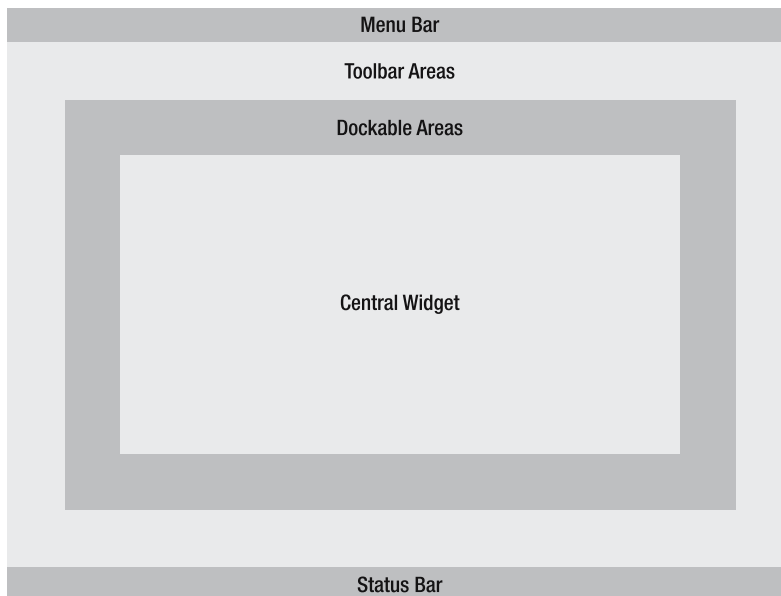 Menu Bar
Toolbar Areas
Dockable Areas
Central Widget
Status Bar